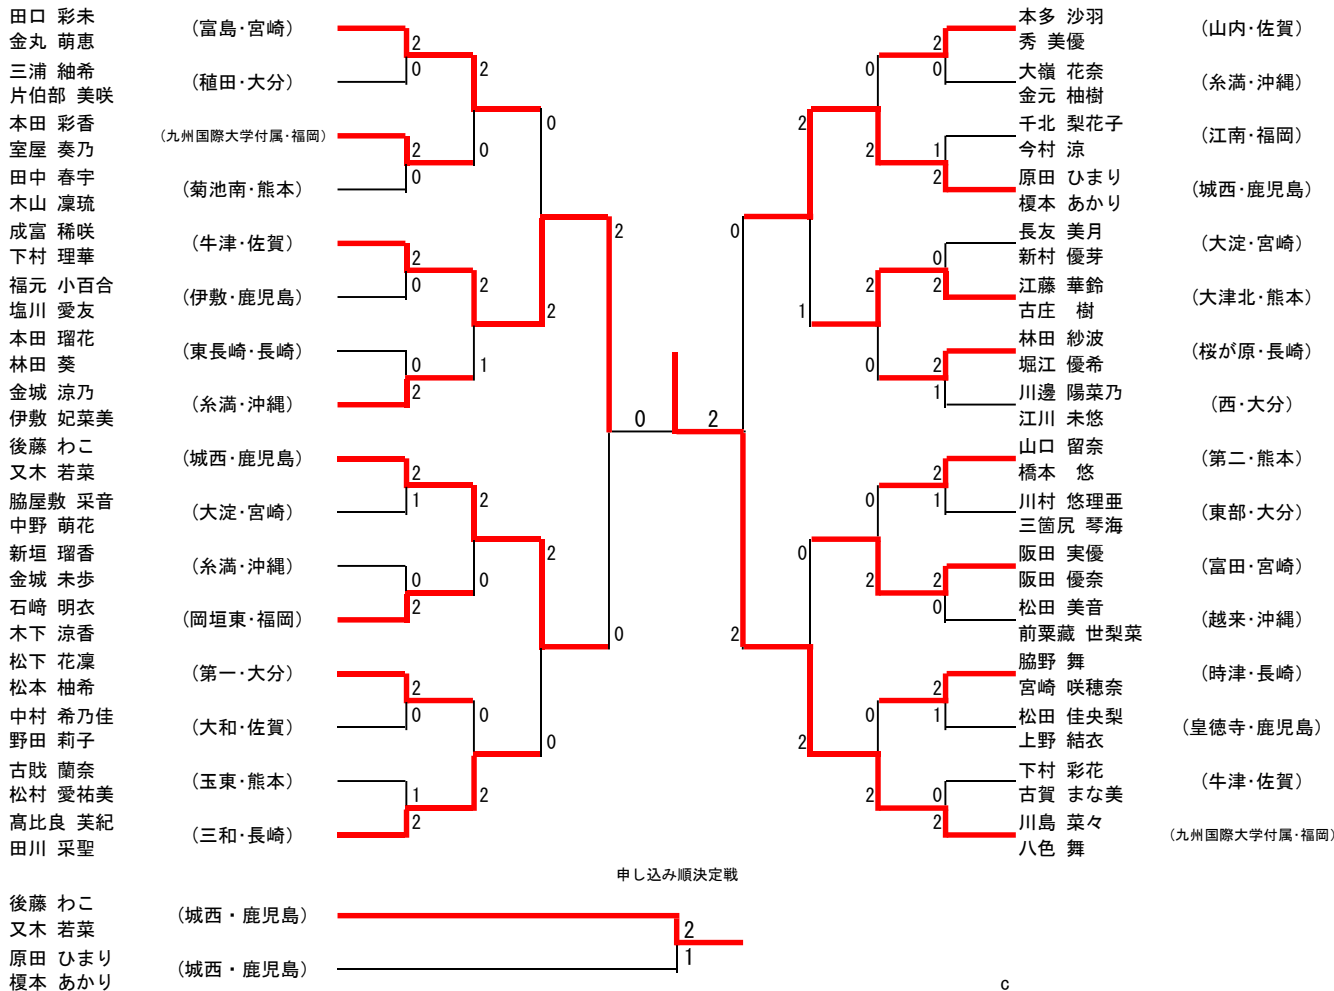 田口 彩未
金丸 萌恵
(富島・宮崎)
2
三浦 紬希
片伯部 美咲
(稙田・大分)
0
2
本田 彩香
室屋 奏乃
(九州国際大学付属・福岡)
2
0
田中 春宇
木山 凜琉
(菊池南・熊本)
0
0
成富 稀咲
下村 理華
(牛津・佐賀)
2
2
福元 小百合
塩川 愛友
(伊敷・鹿児島)
0
2
2
本田 瑠花
林田 葵
(東長崎・長崎)
0
1
金城 涼乃
伊敷 妃菜美
(糸満・沖縄)
2
0
後藤 わこ
又木 若菜
(城西・鹿児島)
2
脇屋敷 采音
中野 萌花
(大淀・宮崎)
1
2
新垣 瑠香
金城 未歩
(糸満・沖縄)
0
0
2
石﨑 明衣
木下 涼香
(岡垣東・福岡)
2
0
松下 花凜
松本 柚希
(第一・大分)
2
中村 希乃佳
野田 莉子
(大和・佐賀)
0
0
0
古賎 蘭奈
松村 愛祐美
(玉東・熊本)
1
2
髙比良 芙紀
田川 采聖
(三和・長崎)
2
本多 沙羽
秀 美優
(山内・佐賀)
2
大嶺 花奈
金元 柚樹
(糸満・沖縄)
0
0
千北 梨花子
今村 涼
(江南・福岡)
1
2
2
原田 ひまり
榎本 あかり
(城西・鹿児島)
2
0
長友 美月
新村 優芽
(大淀・宮崎)
0
江藤 華鈴
古庄 樹
(大津北・熊本)
2
2
1
林田 紗波
堀江 優希
(桜が原・長崎)
2
0
川邊 陽菜乃
江川 未悠
(西・大分)
1
2
山口 留奈
橋本 悠
(第二・熊本)
2
川村 悠理亜
三箇尻 琴海
(東部・大分)
1
0
阪田 実優
阪田 優奈
(富田・宮崎)
2
2
0
松田 美音
前粟蔵 世梨菜
(越来・沖縄)
0
2
脇野 舞
宮崎 咲穂奈
(時津・長崎)
2
松田 佳央梨
上野 結衣
(皇徳寺・鹿児島)
1
0
2
下村 彩花
古賀 まな美
(牛津・佐賀)
0
2
川島 菜々
八色 舞
(九州国際大学付属・福岡)
2
申し込み順決定戦
後藤 わこ
又木 若菜
(城西・鹿児島)
2
原田 ひまり
榎本 あかり
(城西・鹿児島)
1
c